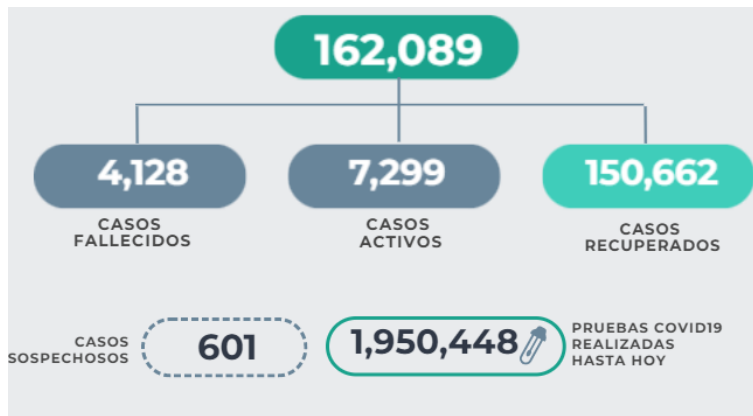 162,089
4,128
7,299
150,662
CASOS
FALLECIDOS
CASOS
ACTIVOS
CASOS
RECUPERADOS
CASOS
SOSPECHOSOS
601
1,950,448
PRUEBAS COVID19
REALIZADAS
HASTA HOY